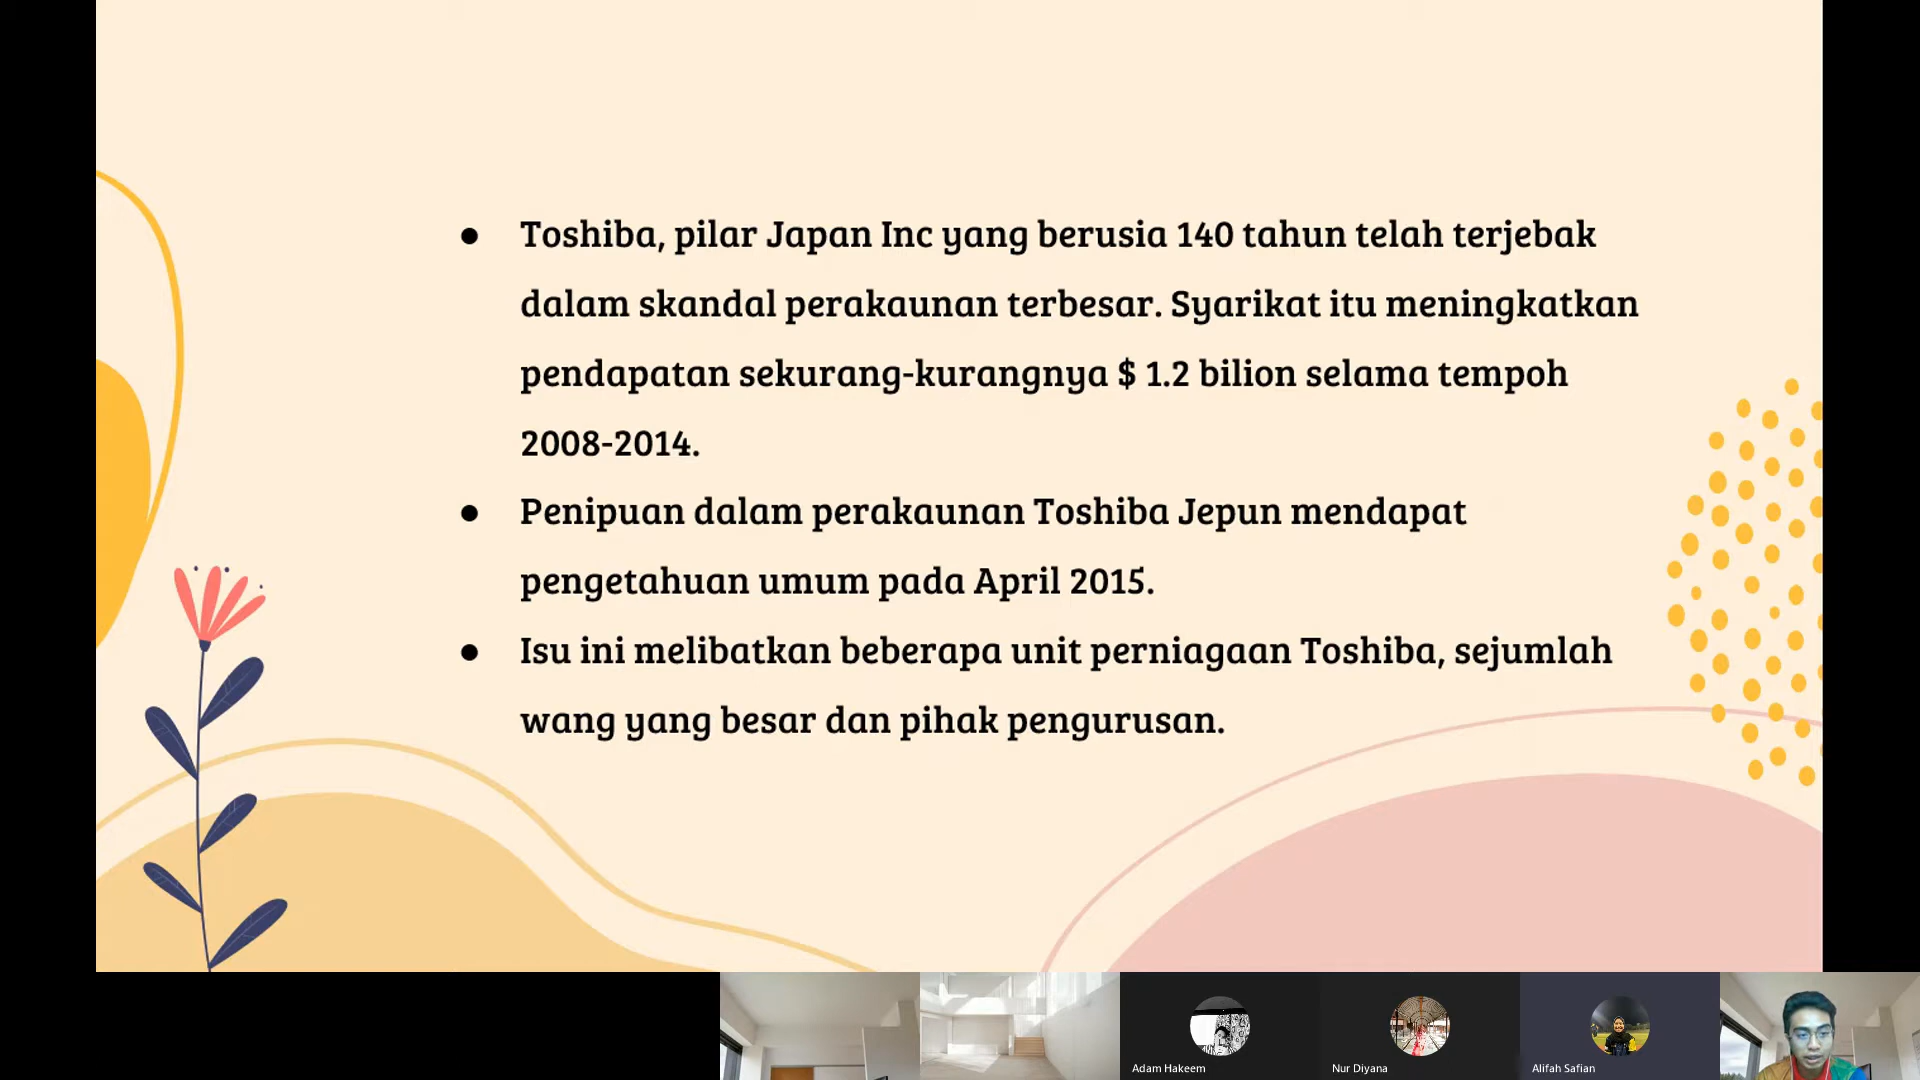 ● Toshiba, pilar Japan Inc yang berusia 140 tahun telah terjebak
dalam skandal perakaunan terbesar. Syarikat itu meningkatkan
pendapatan sekurang-kurangnya $ 1.2 bilion selama tempoh
2008-2014.
● Penipuan dalam perakaunan Toshiba Jepun mendapat
pengetahuan umum pada April 2015.
● Isu ini melibatkan beberapa unit perniagaan Toshiba, sejumlah
wang yang besar dan pihak pengurusan.
Adam Hakeem
Nur Diyana
Alifah Safian